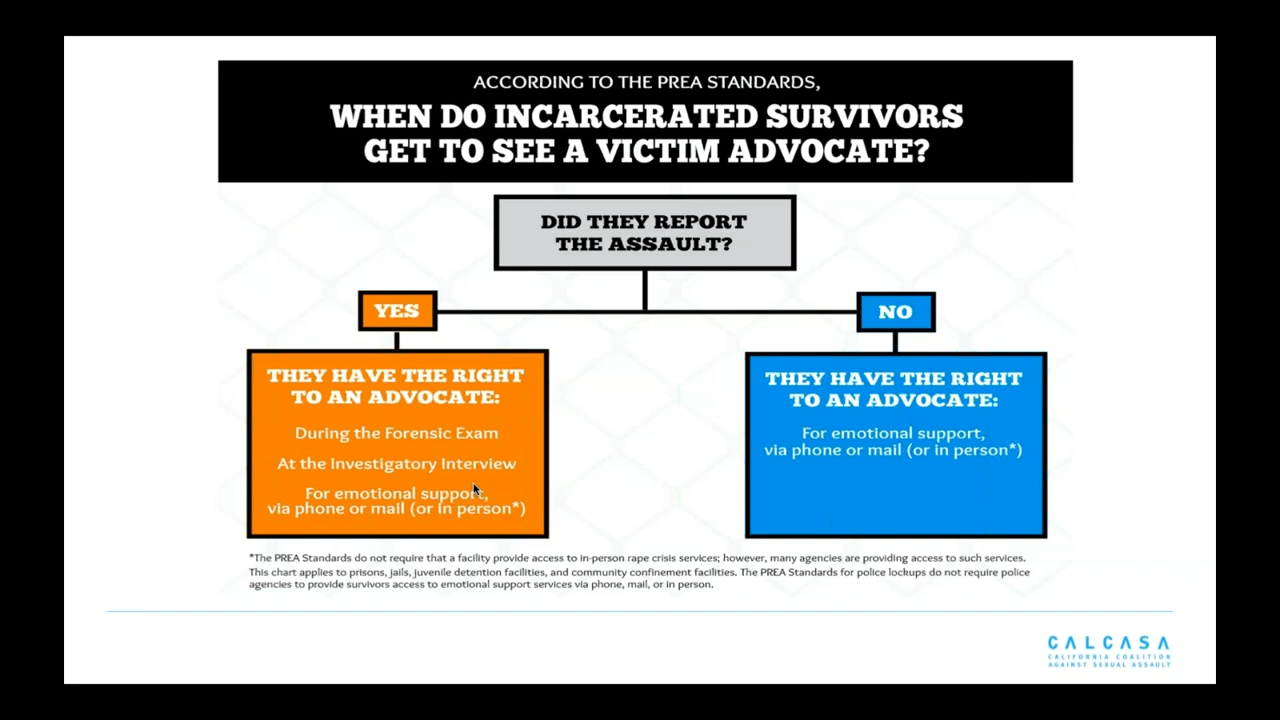 ACCORDING TO THE PREA STANDARDS,
WHEN DO INCARCERATED SURVIVORS
GET TO SEE A VICTIM ADVOCATE?
DID THEY REPORT
THE ASSAULT?
YES
NO
THEY HAVE THE RIGHT
TO AN ADVOCATE:
During the Forensic Exam
At the Investigatory Interview
For emotional support,
via phone or mail (or in person*)
THEY HAVE THE RIGHT
TO AN ADVOCATE:
For emotional support,
via phone or mail (or in person*)
*The PREA Standards do not require that a facility provide access to in-person rape crisis services; however, many agencies are providing access to such services.
This chart applies to prisons, jails, juvenile detention facilities, and community confinement facilities. The PREA Standards for police lockups do not require police
agencies to provide survivors access to emotional support services via phone, mail, or in person.
CALCASA
CALIFORNIA COALITION
AGAINST SEXUAL ASSAULT